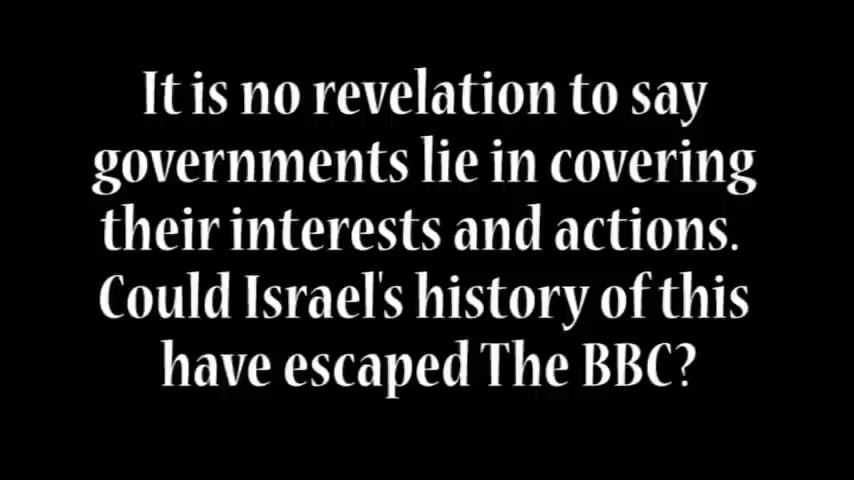 It is no revelation to say
governments lie in covering
their interests and actions.
Could Israel's history of this
have escaped The BBC?